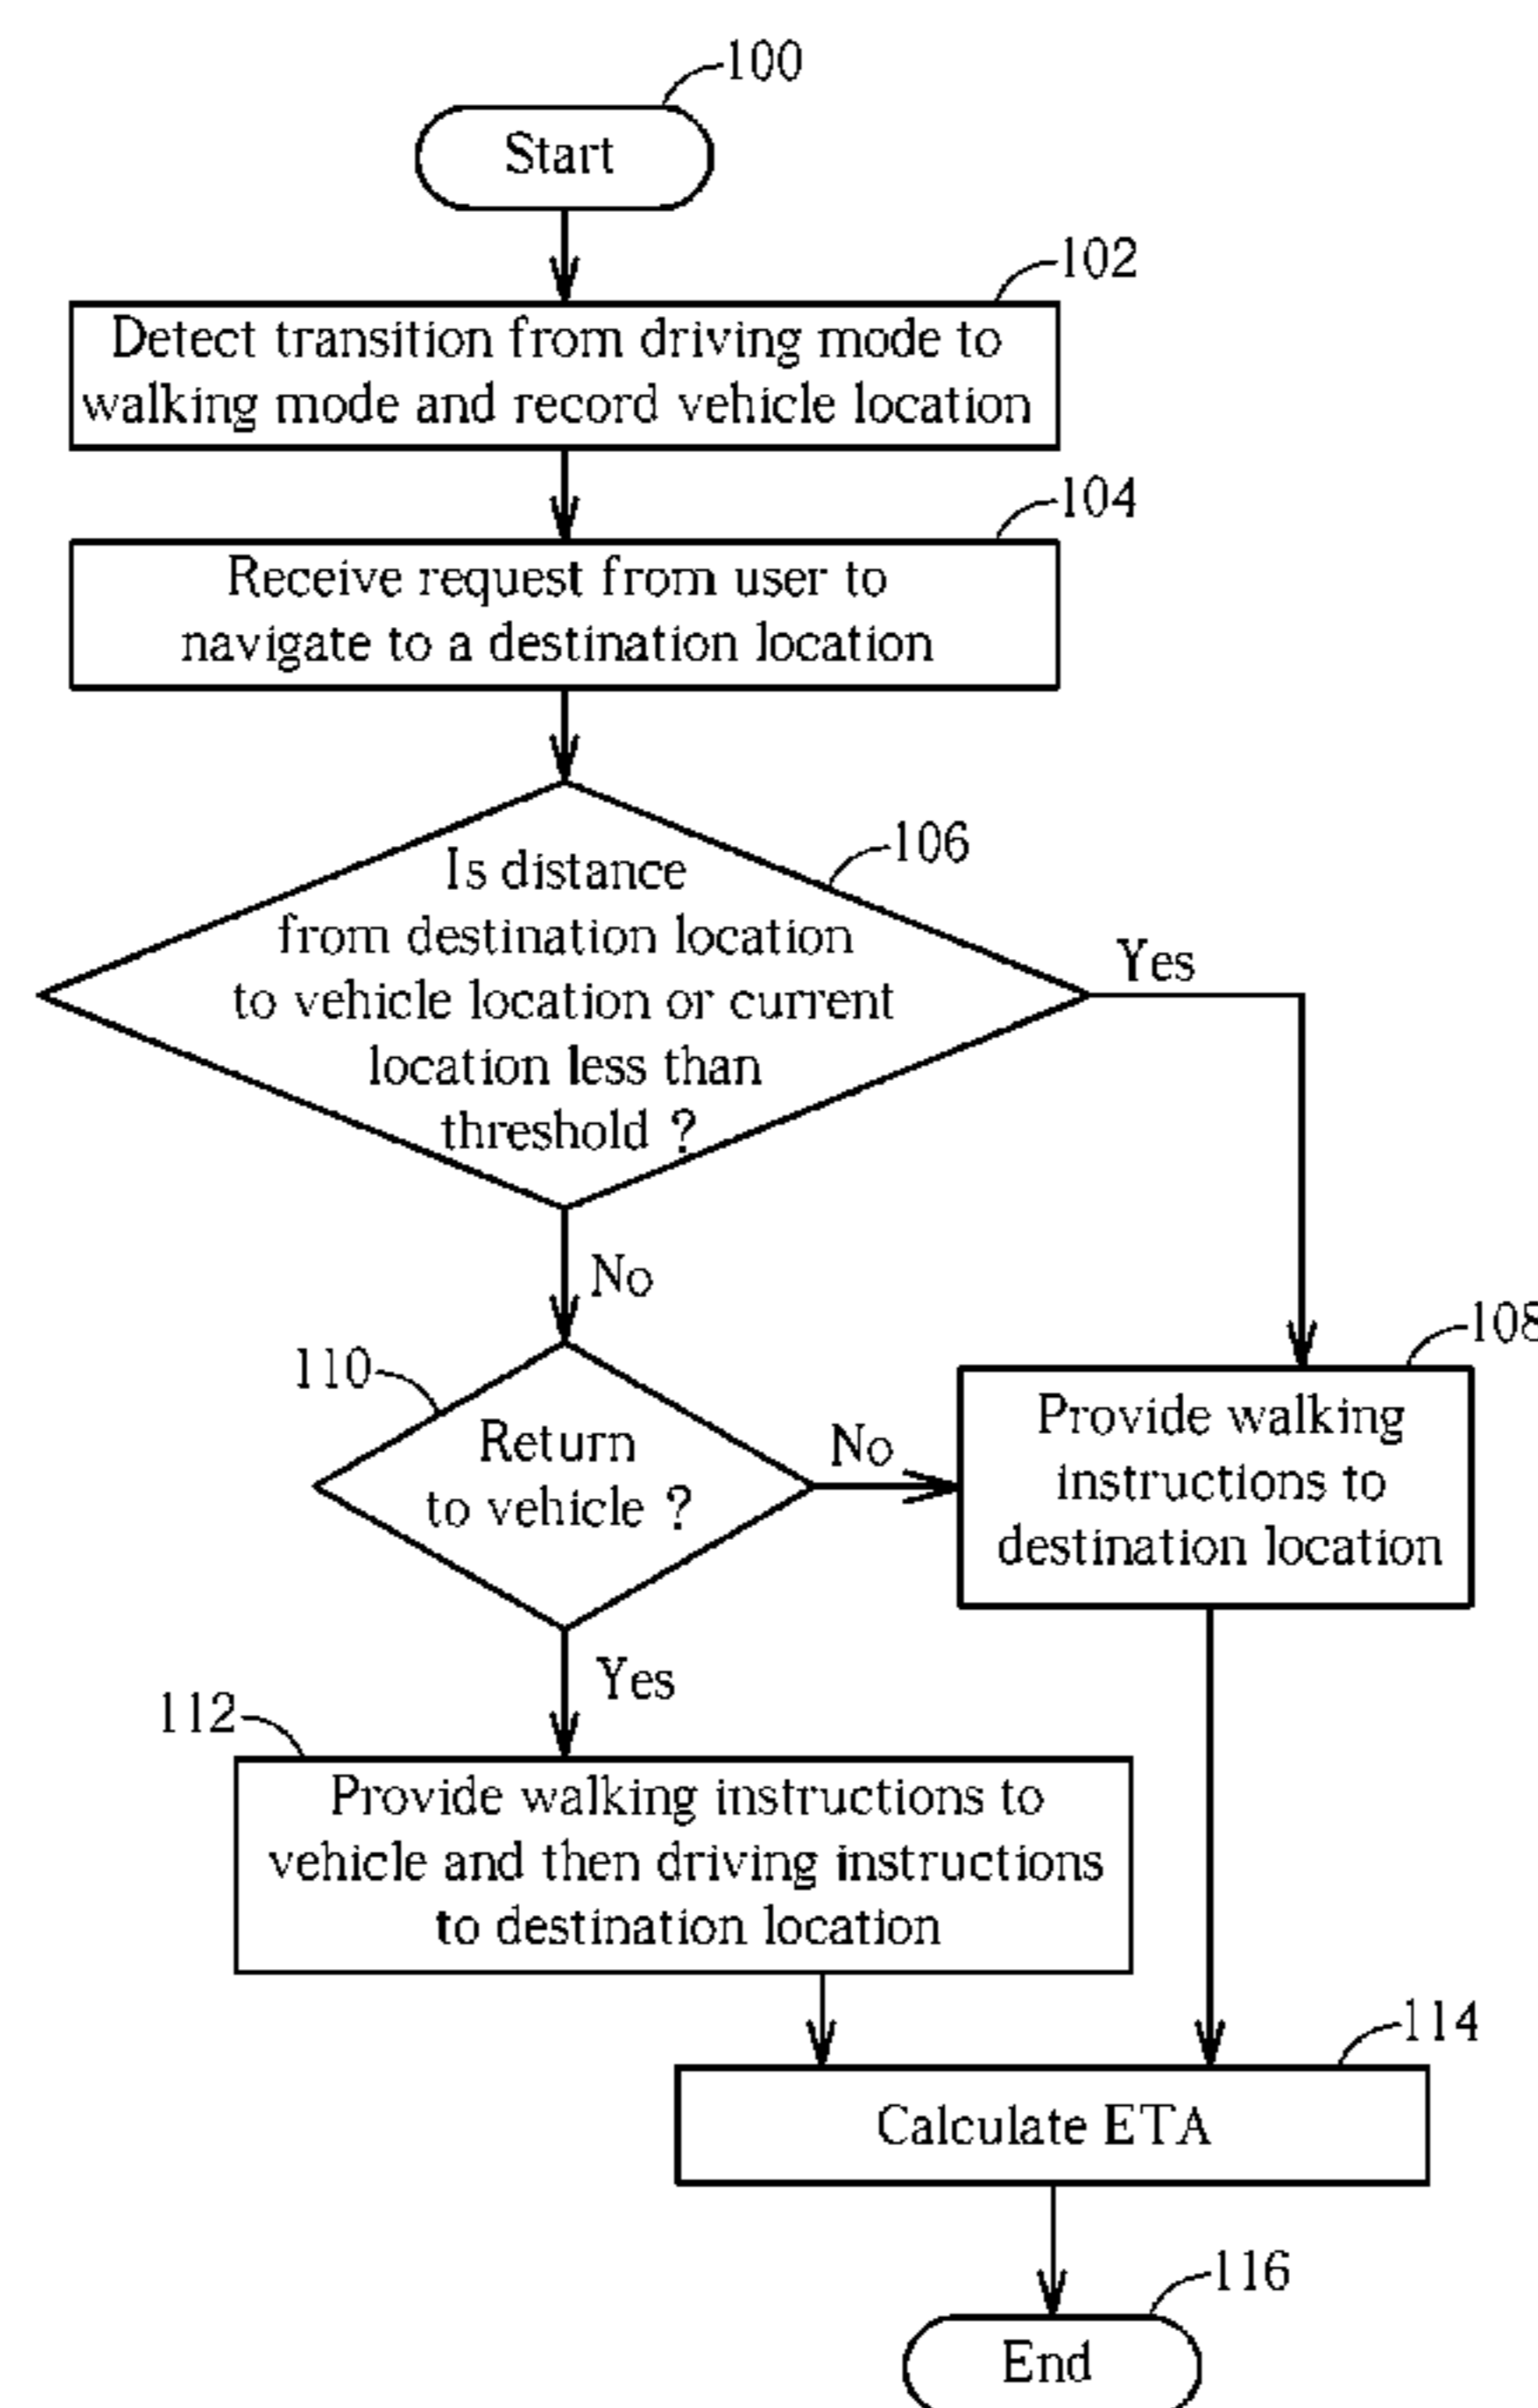 100
Start
102
Detect transition from driving mode to
walking mode and record vehicle location
104
Receive request from user to
navigate to a destination location
106
Is distance
from destination location
to vehicle location or current
location less than
threshold ?
Yes
No
108
110
Return
to vehicle ?
No
Provide walking
instructions to
destination location
Yes
112
Provide walking instructions to
vehicle and then driving instructions
to destination location
114
Calculate ETA
116
End